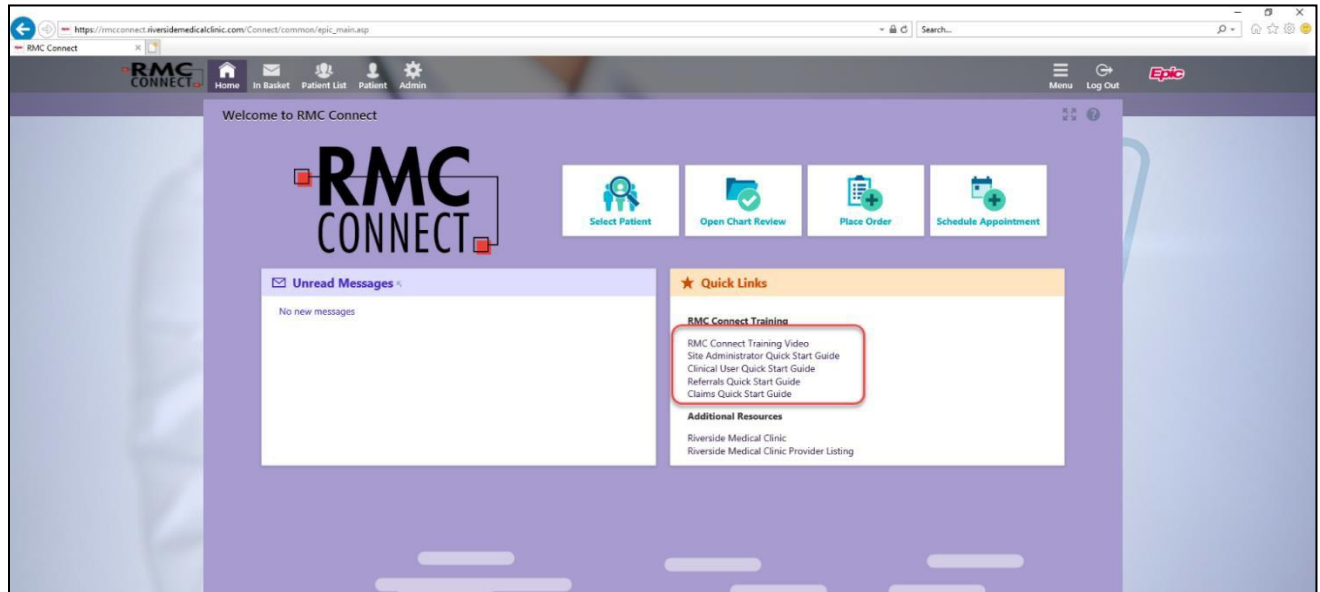 https://rmcconnect.riversidemedicalclinic.com/Connect/common/epic_main.asp
Search...
RMC Connect
RMC
CONNECT
Home In Basket Patient List Patient Admin
Menu Log Out
Epic
Welcome to RMC Connect
RMC
CONNECT
Select Patient
Open Chart Review
Place Order
Schedule Appointment
Unread Messages
No new messages
Quick Links
RMC Connect Training
RMC Connect Training Video
Site Administrator Quick Start Guide
Clinical User Quick Start Guide
Referrals Quick Start Guide
Claims Quick Start Guide
Additional Resources
Riverside Medical Clinic
Riverside Medical Clinic Provider Listing